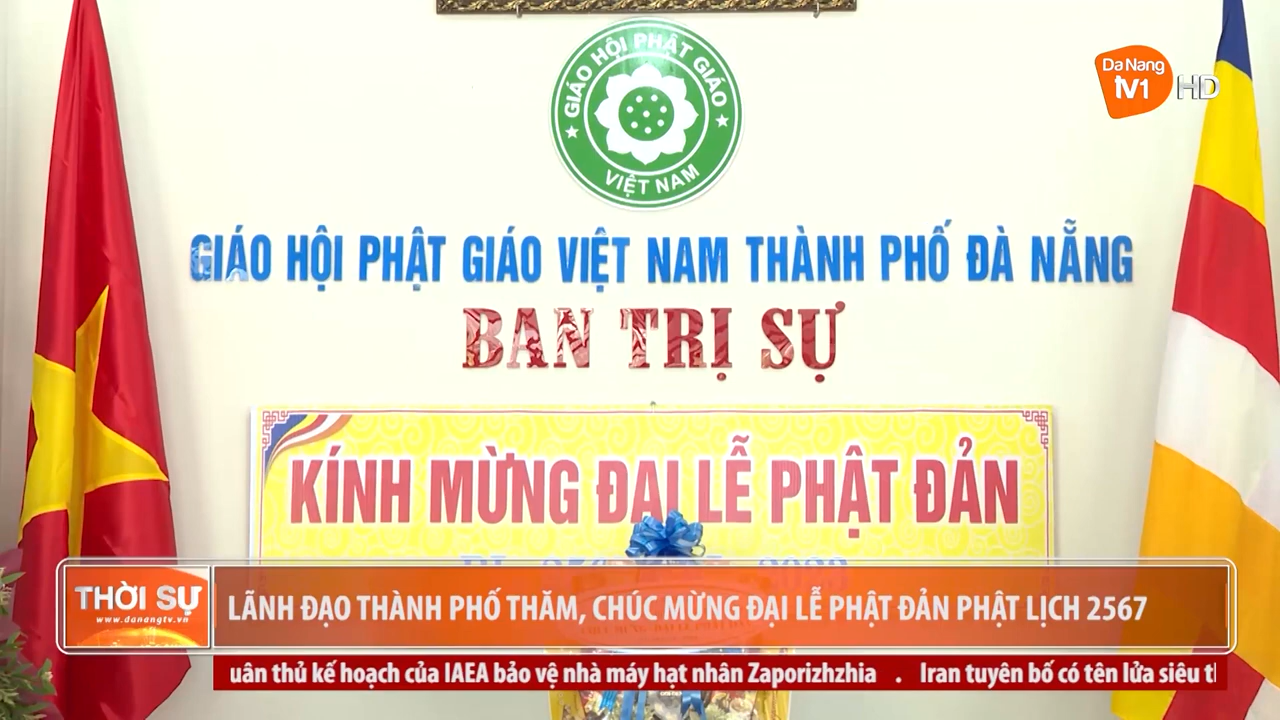 GIÁO HỘI PHẬT GIÁO
VIỆT NAM
Da Nang
TV1 HD
GIÁO HỘI PHẬT GIÁO VIỆT NAM THÀNH PHỐ ĐÀ NẴNG
BAN TRỊ SỰ
KÍNH MỪNG ĐẠI LỄ PHẬT ĐẢN
THỜI SỰ
www.danangtv.vn
LÃNH ĐẠO THÀNH PHỐ THĂM, CHÚC MỪNG ĐẠI LỄ PHẬT ĐẢN PHẬT LỊCH 2567
uân thủ kế hoạch của IAEA bảo vệ nhà máy hạt nhân Zaporizhzhia . Iran tuyên bố có tên lửa siêu